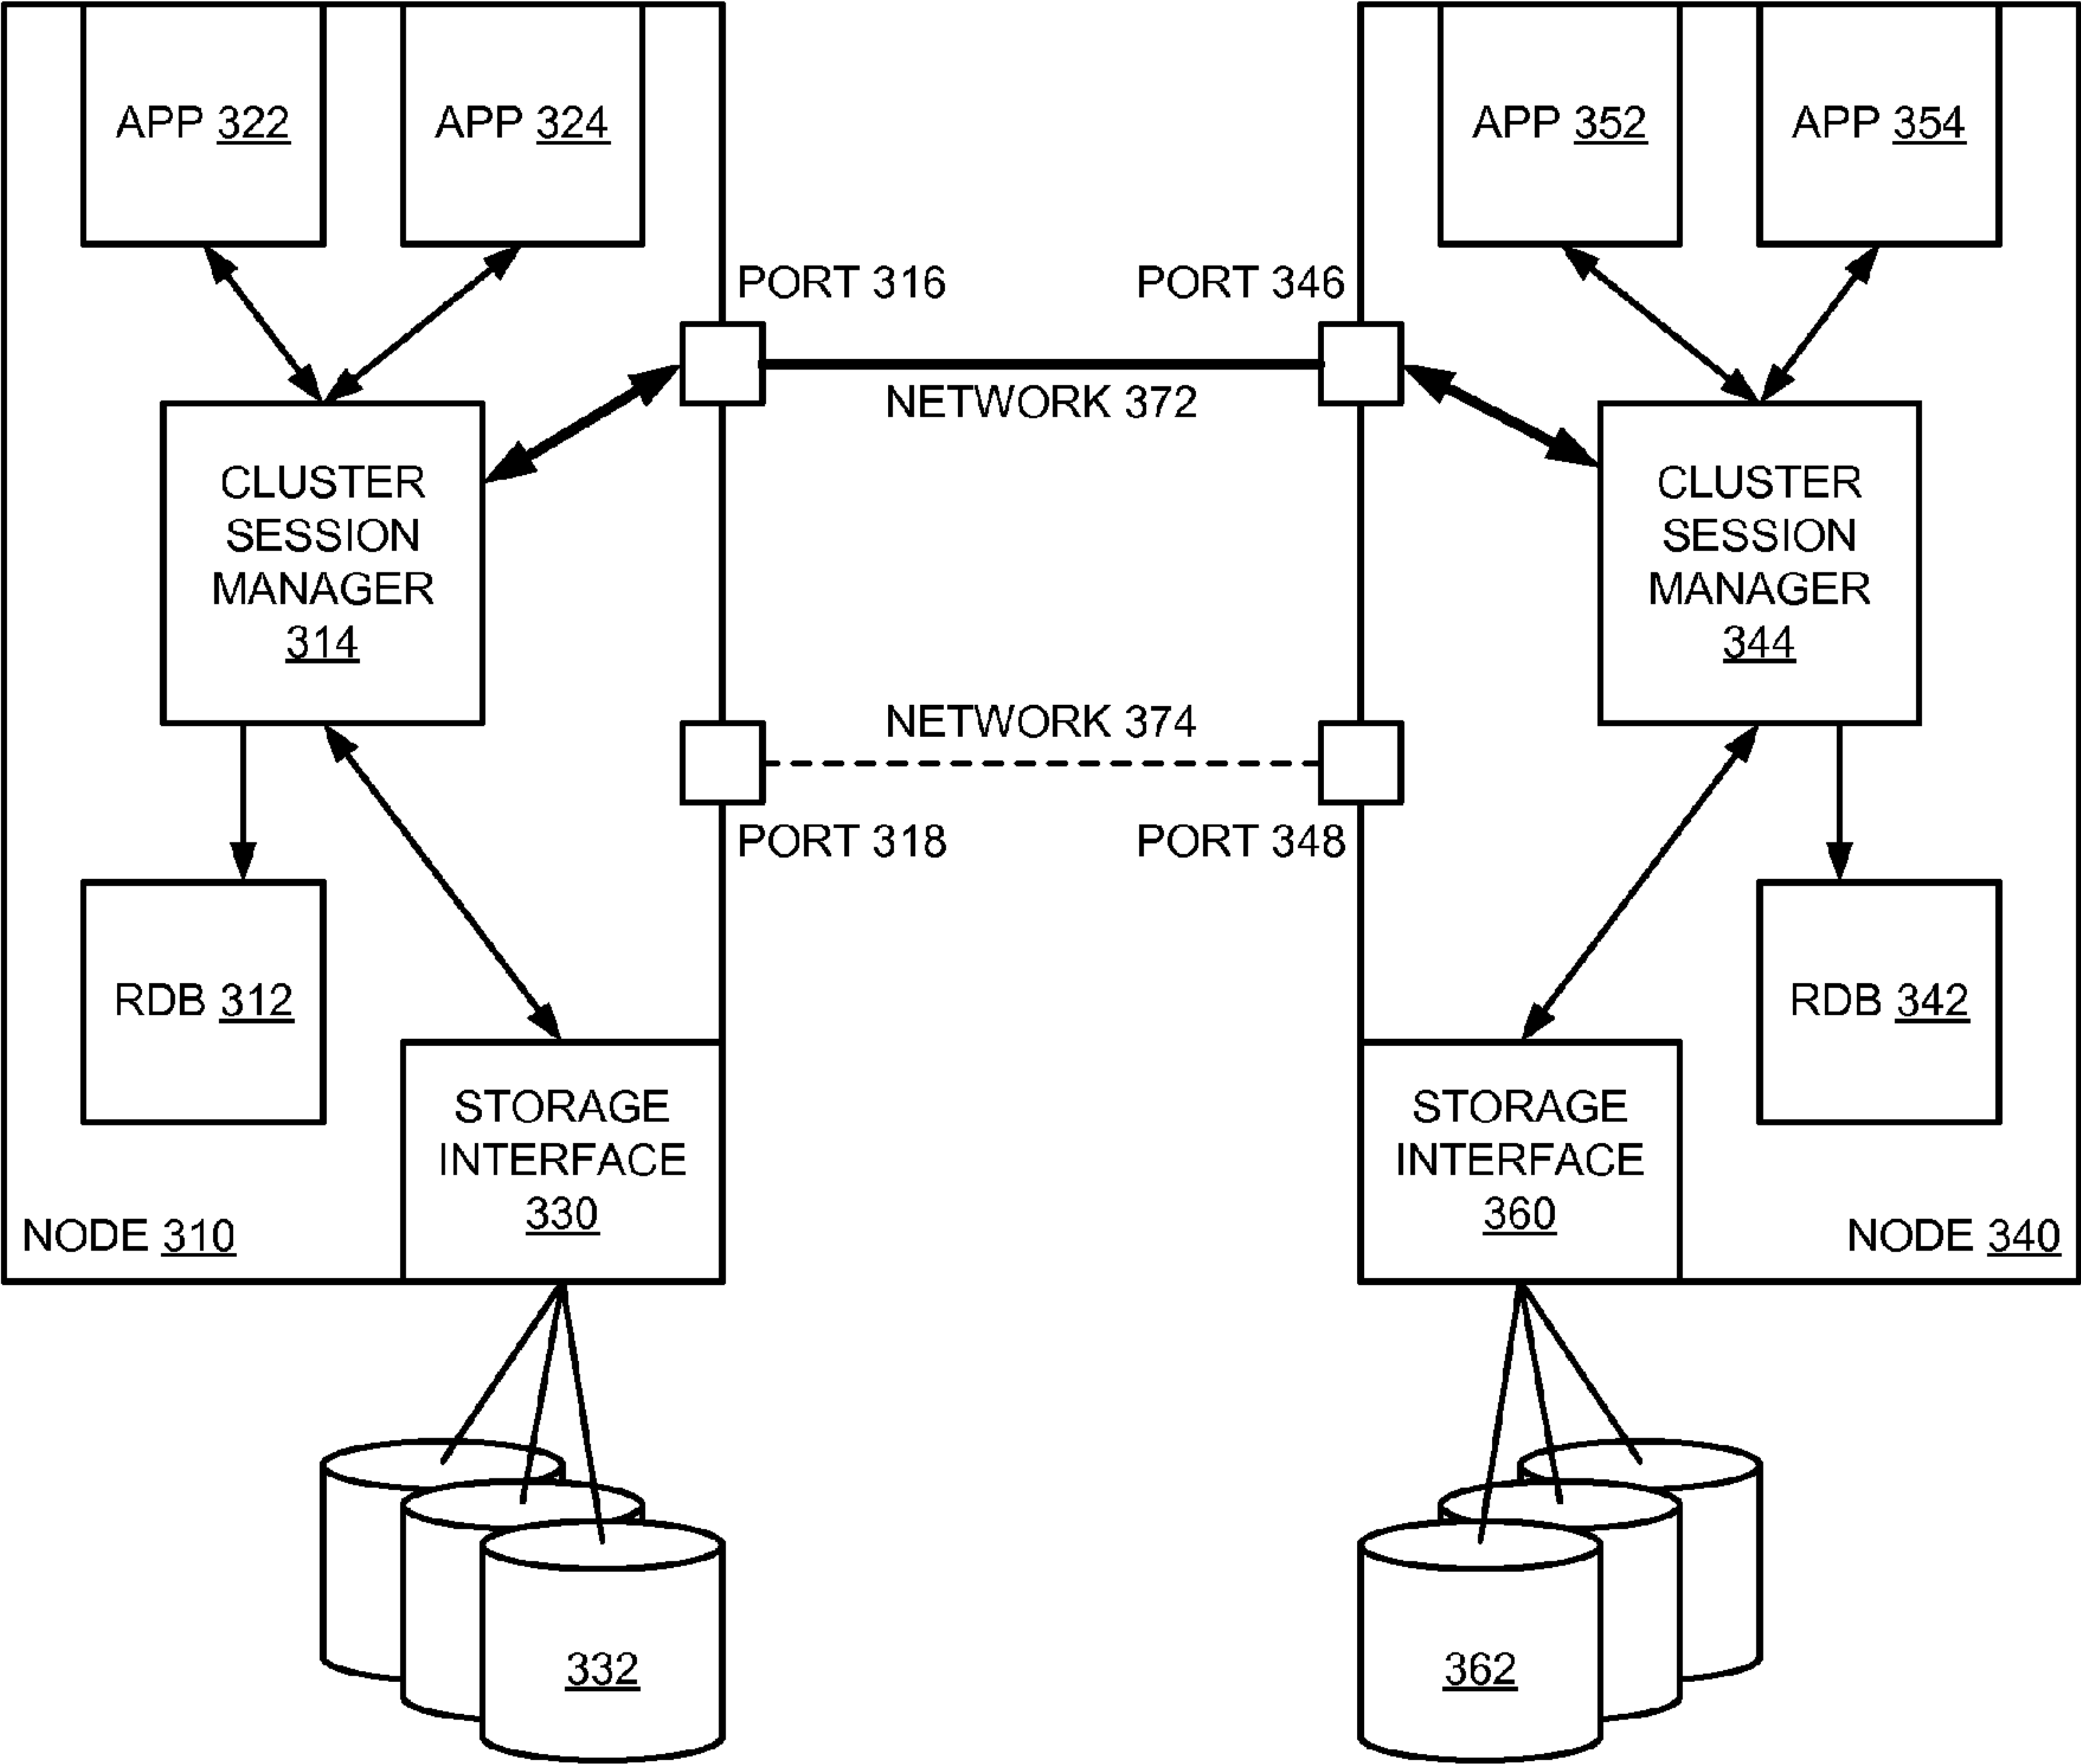 APP 322
APP 324
APP 352
APP 354
PORT 316
PORT 346
NETWORK 372
CLUSTER
SESSION
MANAGER
314
CLUSTER
SESSION
MANAGER
344
NETWORK 374
PORT 318
PORT 348
RDB 312
RDB 342
STORAGE
INTERFACE
330
STORAGE
INTERFACE
360
NODE 310
NODE 340
332
362